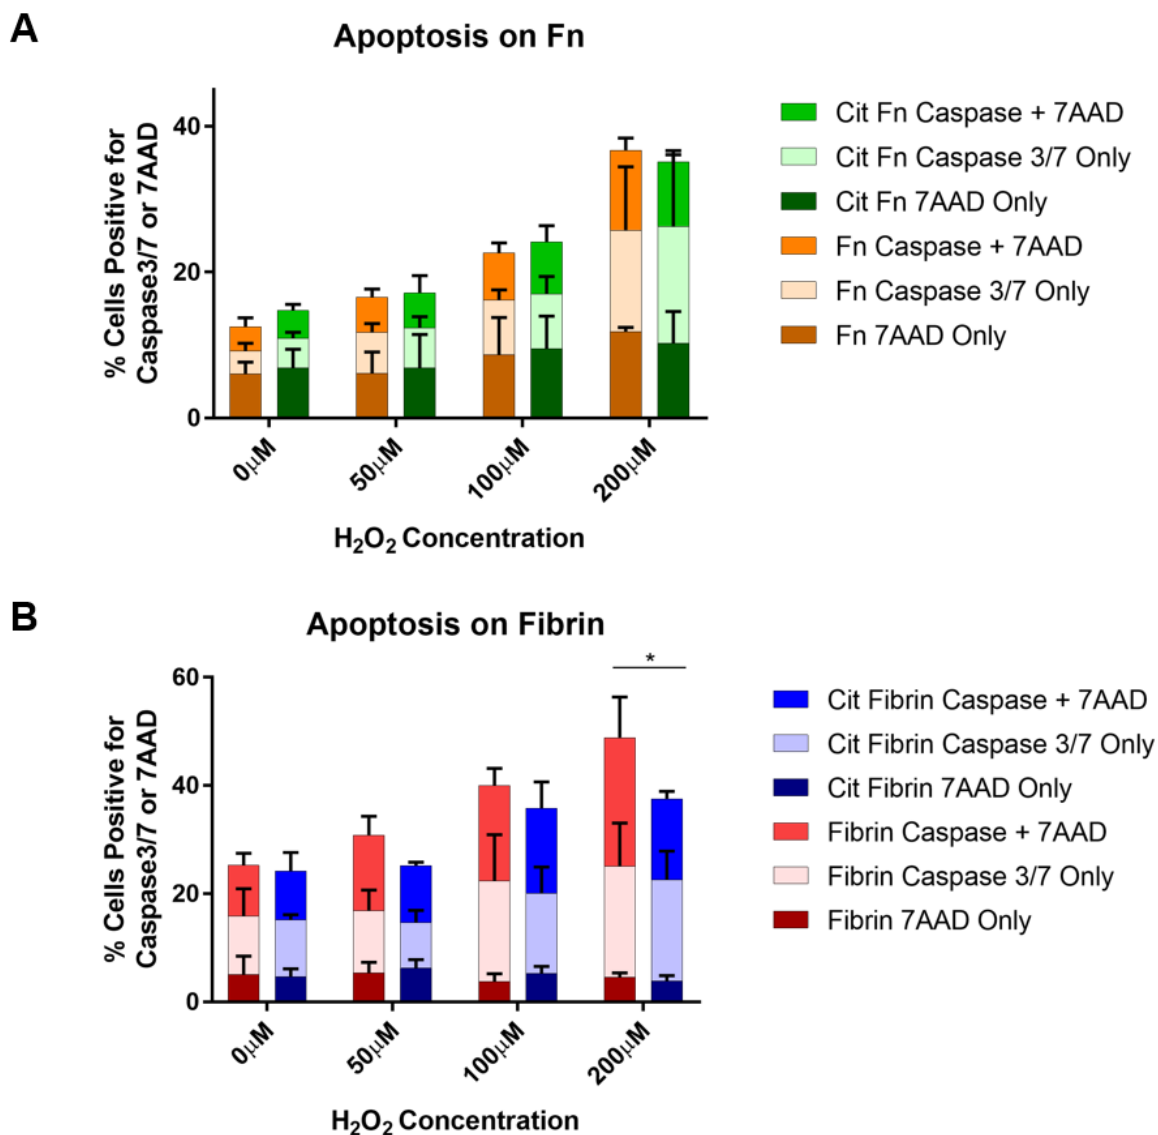 A
Apoptosis on Fn
% Cells Positive for
Caspase3/7 or 7AAD
40
20
0
0μM
50μM
100μM
200μM
H₂O₂ Concentration
Cit Fn Caspase + 7AAD
Cit Fn Caspase 3/7 Only
Cit Fn 7AAD Only
Fn Caspase + 7AAD
Fn Caspase 3/7 Only
Fn 7AAD Only
B
Apoptosis on Fibrin
% Cells Positive for
Caspase3/7 or 7AAD
60
40
20
0
*
0μM
50μM
100μM
200μM
H₂O₂ Concentration
Cit Fibrin Caspase + 7AAD
Cit Fibrin Caspase 3/7 Only
Cit Fibrin 7AAD Only
Fibrin Caspase + 7AAD
Fibrin Caspase 3/7 Only
Fibrin 7AAD Only